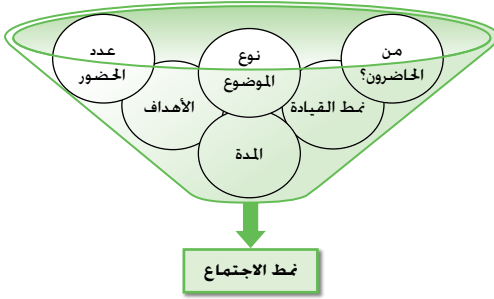 من
الحاضرون؟
نوع
الموضوع
عدد
الحضور
نمط القيادة
الأهداف
المدة
نمط الاجتماع